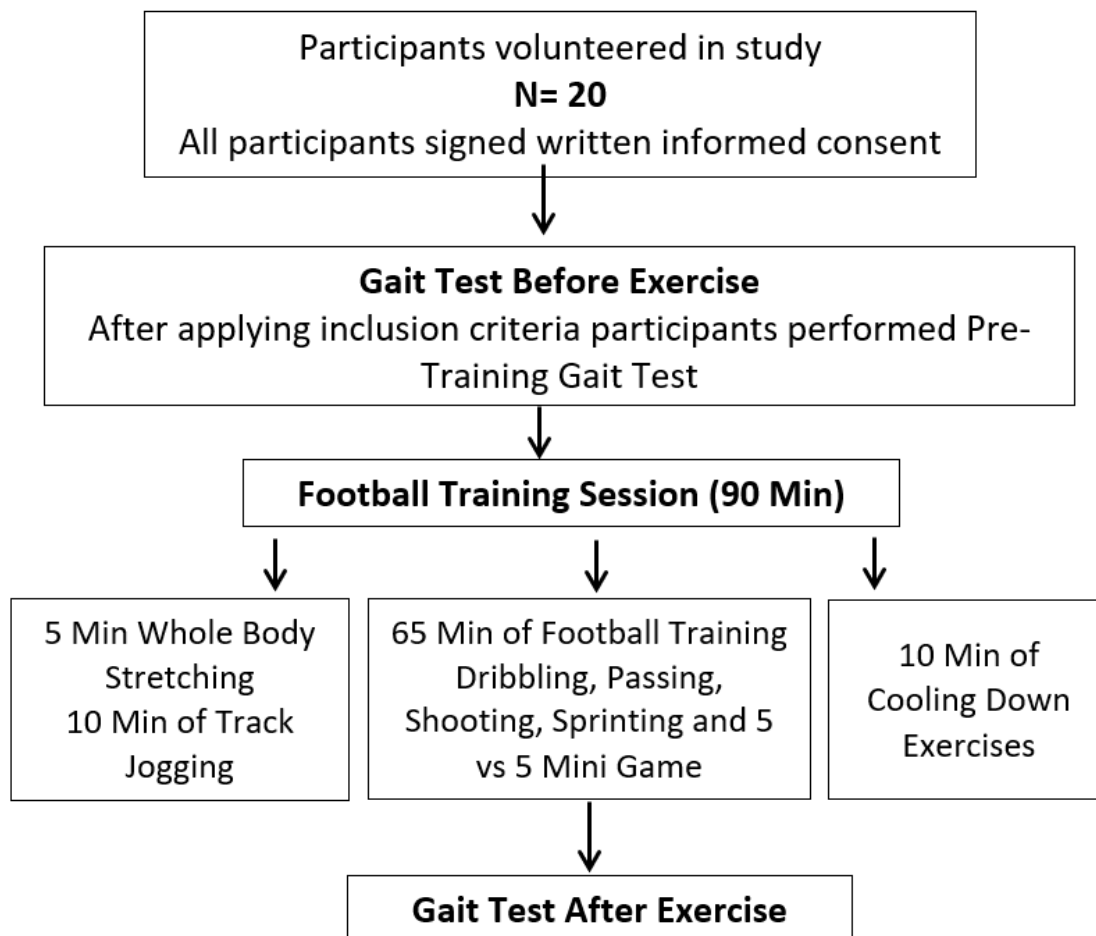 Participants volunteered in study
N= 20
All participants signed written informed consent
Gait Test Before Exercise
After applying inclusion criteria participants performed Pre-
Training Gait Test
Football Training Session (90 Min)
5 Min Whole Body
Stretching
10 Min of Track
Jogging
65 Min of Football Training
Dribbling, Passing,
Shooting, Sprinting and 5
vs 5 Mini Game
10 Min of
Cooling Down
Exercises
Gait Test After Exercise